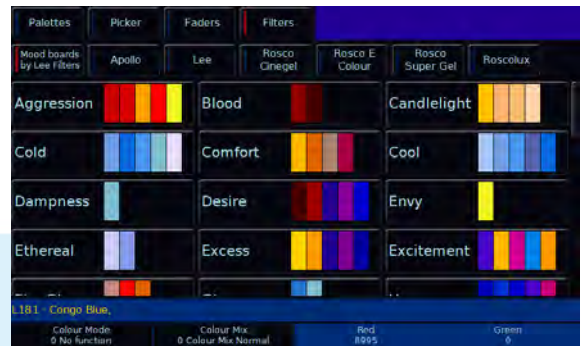 Palettes
Picker
Faders
Filters
Mood boards
by Lee Filters
Apollo
Lee
Rosco
Cinegel
Rosco E
Colour
Rosco
Super Gel
Roscolux
Aggression
Blood
Candlelight
Cold
Comfort
Cool
Dampness
Desire
Envy
Ethereal
Excess
Excitement
L181 - Congo Blue,
Colour Mode
0 No function
Colour Mix
0 Colour Mix Normal
Red
8995
Green
0